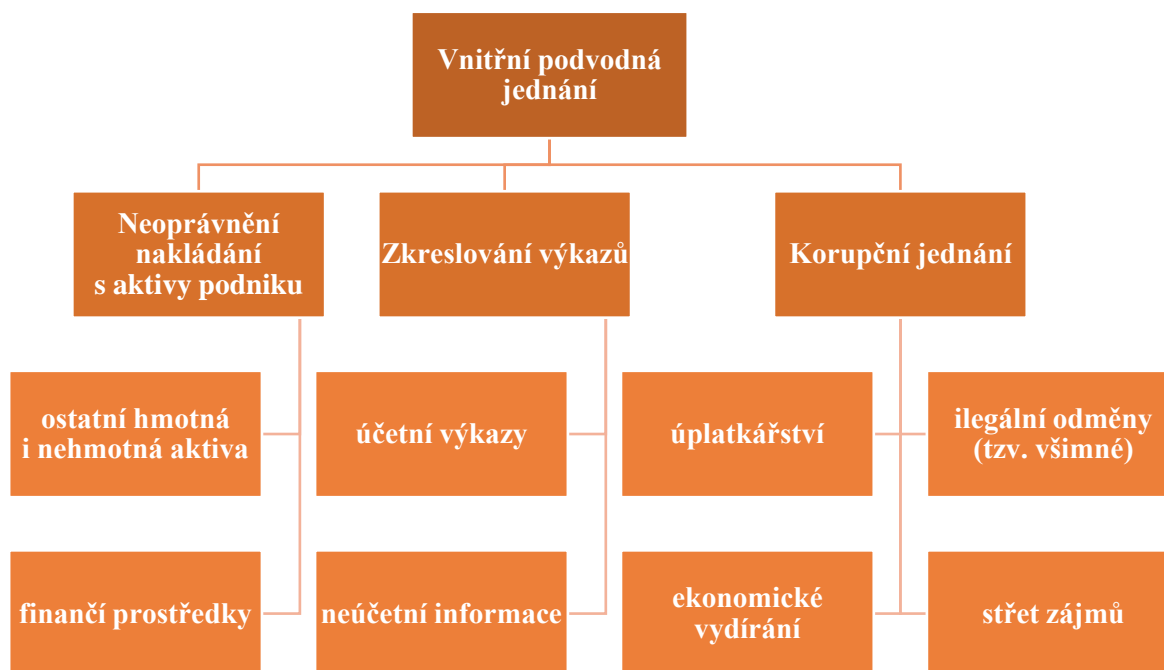 Vnitřní podvodná
jednání
Neoprávnění
nakládání
s aktivy podniku
Zkreslování výkazů
Korupční jednání
ostatní hmotná
i nehmotná aktiva
účetní výkazy
úplatkářství
ilegální odměny
(tzv. všimné)
finančí prostředky
neúčetní informace
ekonomické
vydírání
střet zájmů